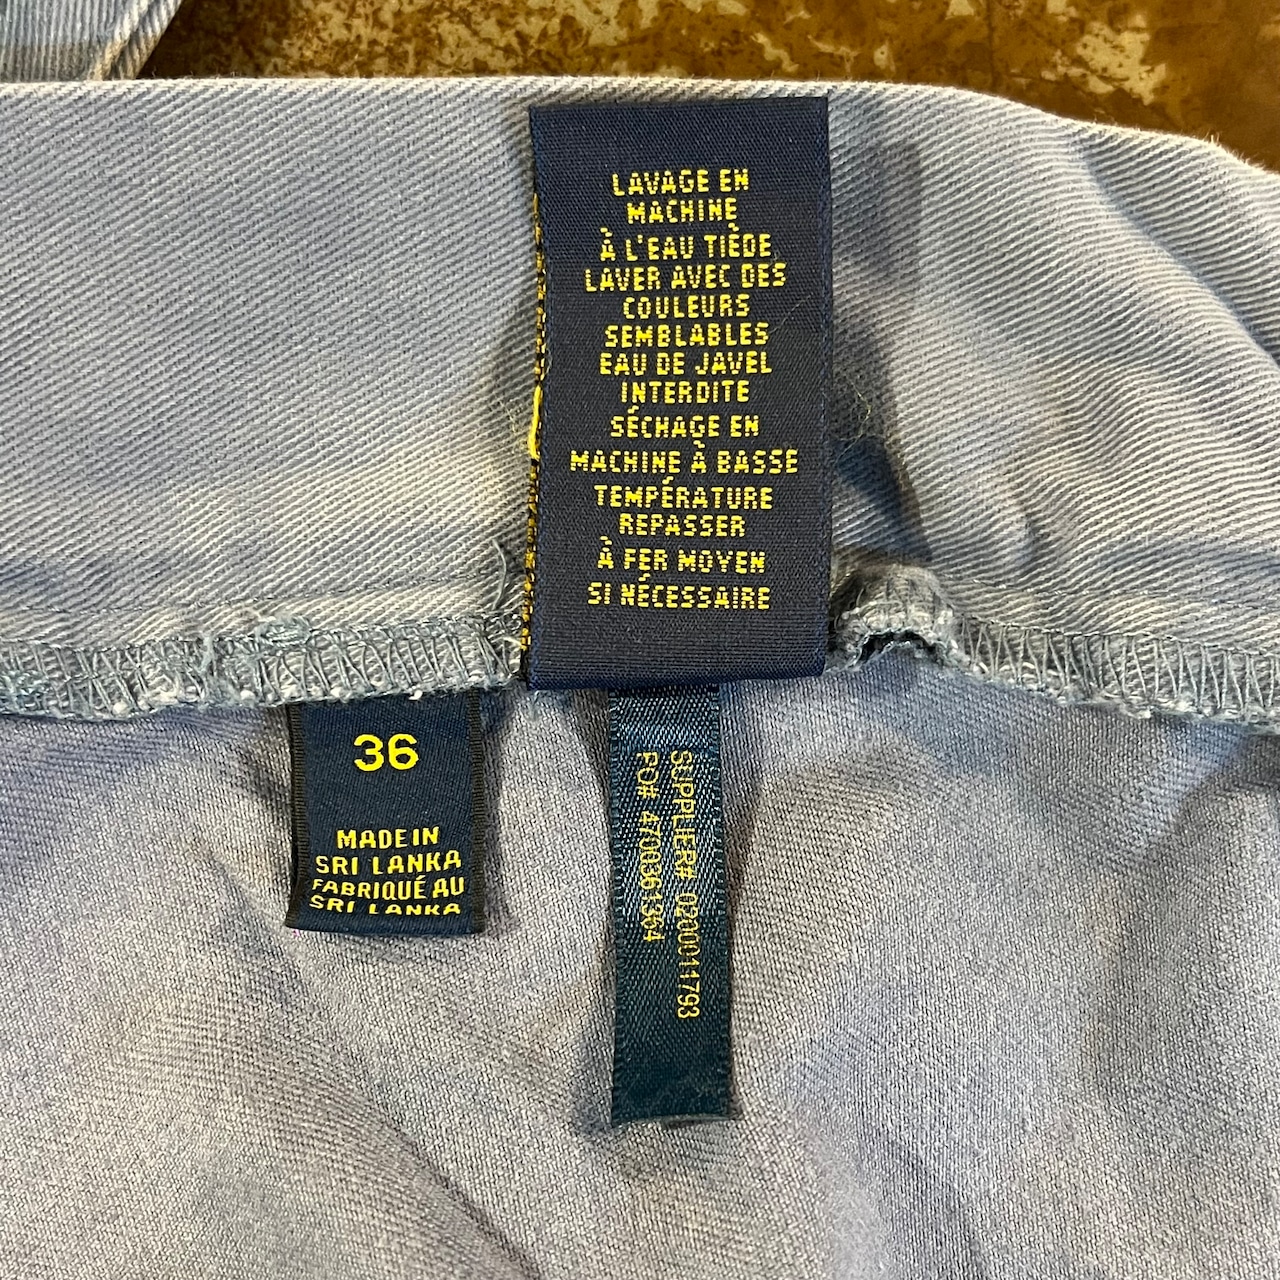 LAVAGE EN
MACHINE
À L'EAU TIÈDE
LAVER AVEC DES
COULEURS
SEMBLABLES
EAU DE JAVEL
INTERDITE
SÉCHAGE EN
MACHINE À BASSE
TEMPÉRATURE
REPASSER
À FER MOYEN
SI NÉCESSAIRE
36
MADE IN
SRI LANKA
FABRIQUÉ AU
SRI LANKA
SUPPLIER# 0200011793
PO# 4700361364